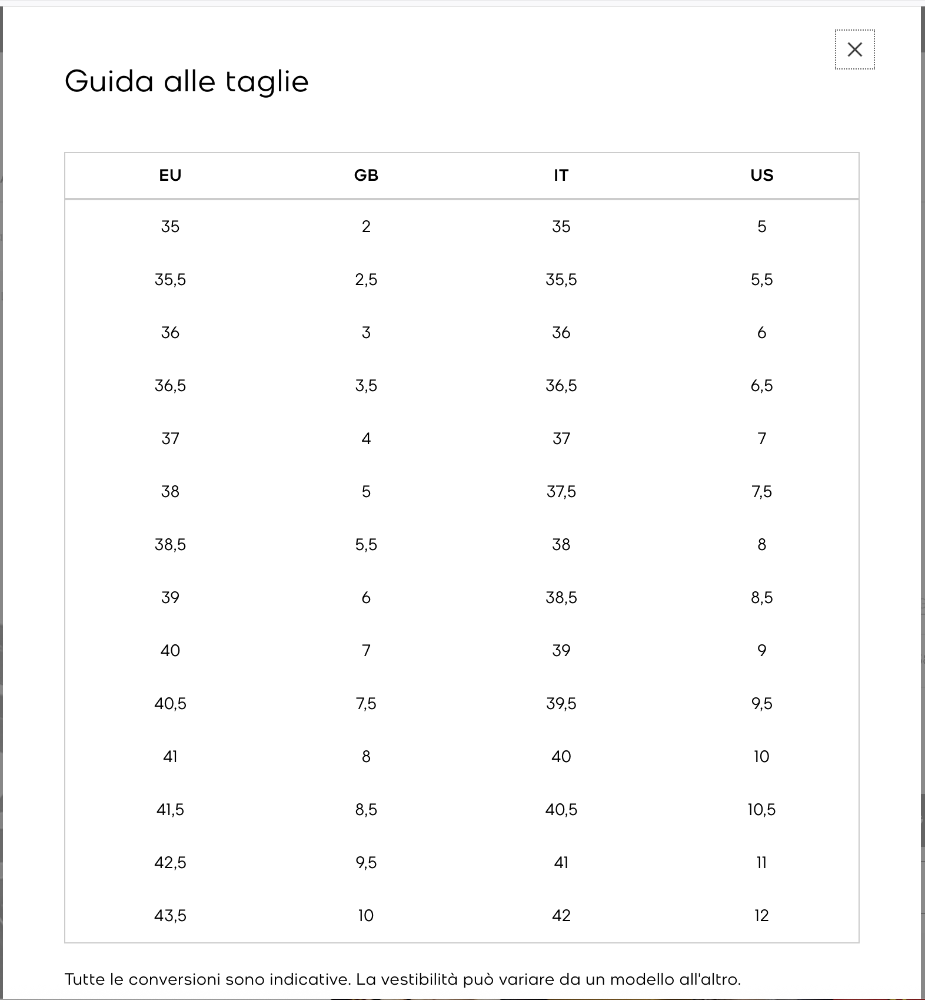 Guida alle taglie
EU GB IT US
35 2 35 5
35,5 2,5 35,5 5,5
36 3 36 6
36,5 3,5 36,5 6,5
37 4 37 7
38 5 37,5 7,5
38,5 5,5 38 8
39 6 38,5 8,5
40 7 39 9
40,5 7,5 39,5 9,5
41 8 40 10
41,5 8,5 40,5 10,5
42,5 9,5 41 11
43,5 10 42 12
Tutte le conversioni sono indicative. La vestibilità può variare da un modello all'altro.